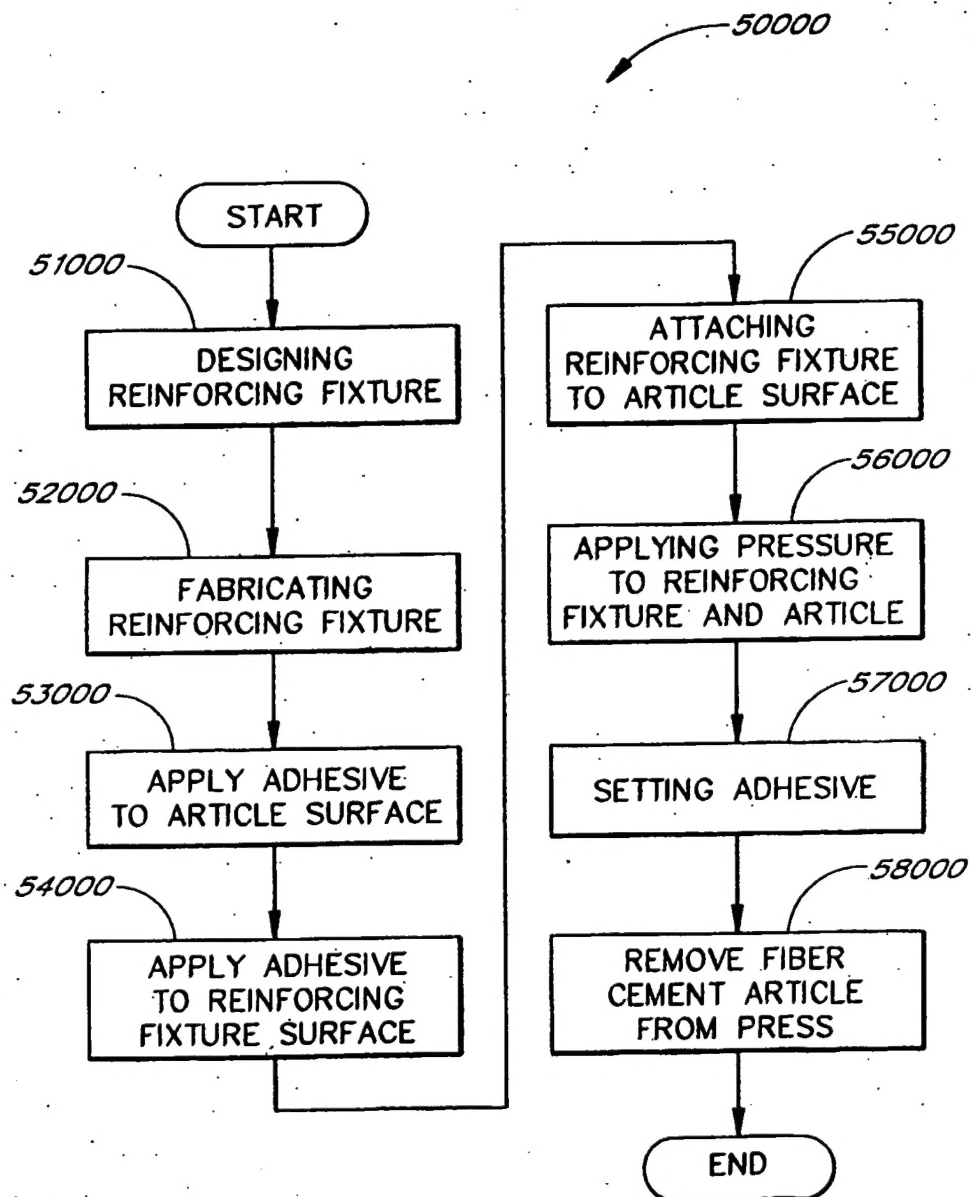 50000
START
51000
DESIGNING
REINFORCING FIXTURE
52000
FABRICATING
REINFORCING FIXTURE
53000
APPLY ADHESIVE
TO ARTICLE SURFACE
54000
APPLY ADHESIVE
TO REINFORCING
FIXTURE SURFACE
55000
ATTACHING
REINFORCING FIXTURE
TO ARTICLE SURFACE
56000
APPLYING PRESSURE
TO REINFORCING
FIXTURE AND ARTICLE
57000
SETTING ADHESIVE
58000
REMOVE FIBER
CEMENT ARTICLE
FROM PRESS
END